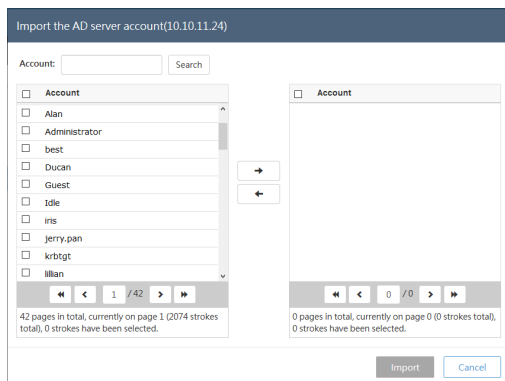 Import the AD server account(10.10.11.24)
Account:
Search
Account
Alan
Administrator
best
Ducan
Guest
Idle
iris
jerry.pan
krbtgt
lillian
1 /42
42 pages in total, currently on page 1 (2074 strokes
total), 0 strokes have been selected.
Account
0 /0
0 pages in total, currently on page 0 (0 strokes total),
0 strokes have been selected.
Import
Cancel